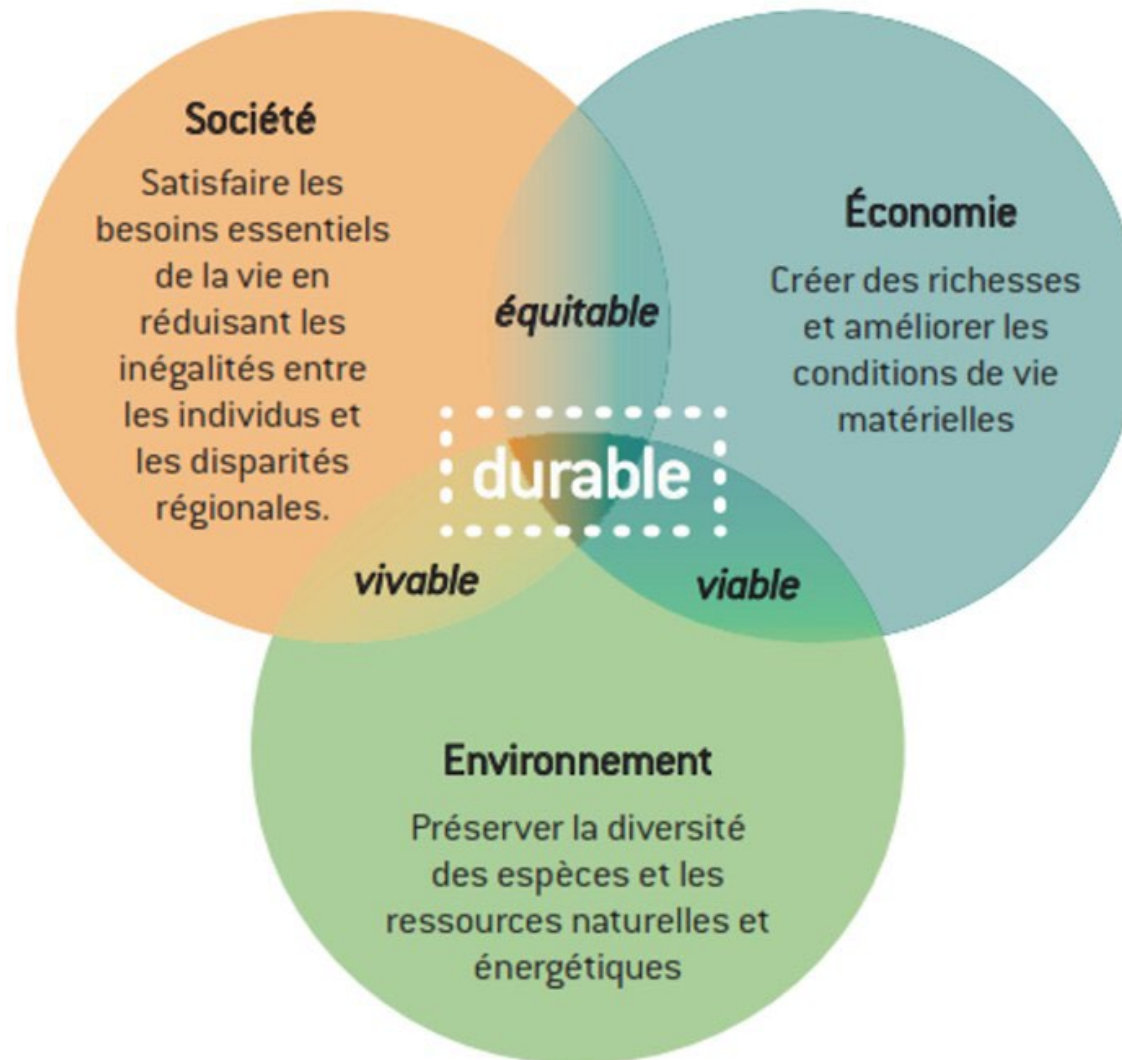 Société
Satisfaire les
besoins essentiels
de la vie en
réduisant les
inégalités entre
les individus et
les disparités
régionales.
Économie
Créer des richesses
et améliorer les
conditions de vie
matérielles
équitable
durable
vivable
viable
Environnement
Préserver la diversité
des espèces et les
ressources naturelles et
énergétiques